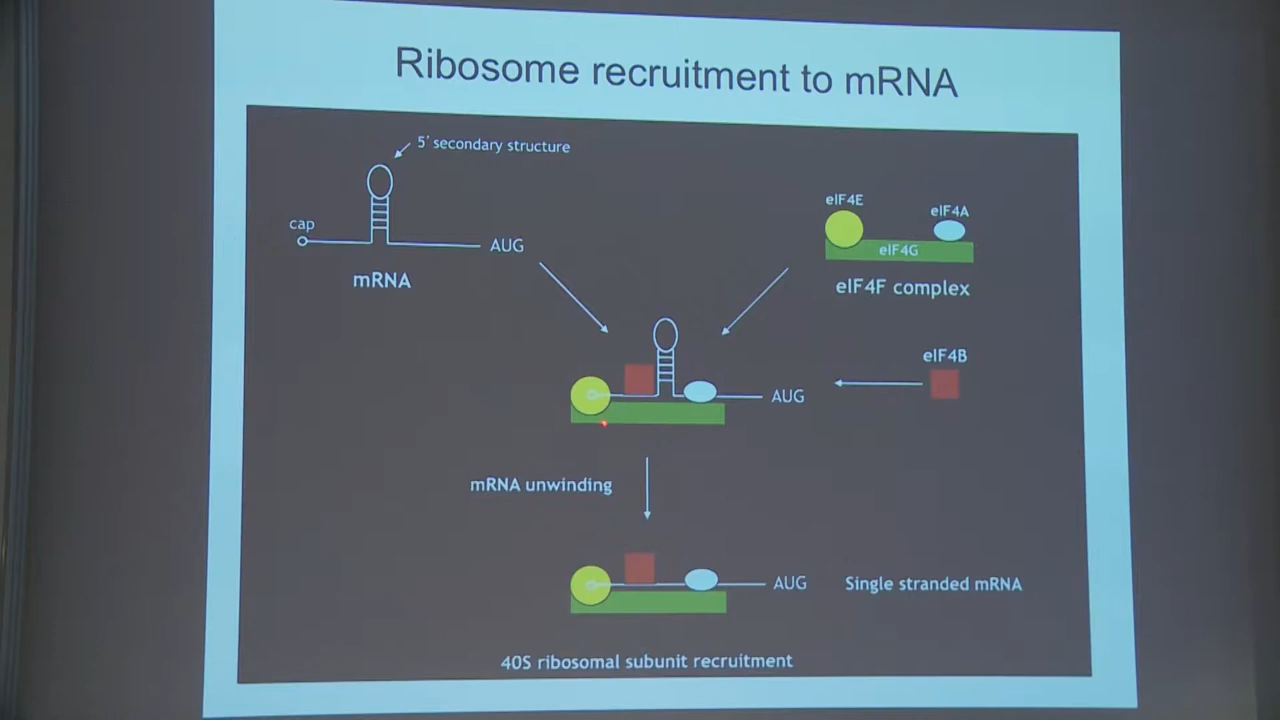 Ribosome recruitment to mRNA
5' secondary structure
cap
AUG
mRNA
eIF4E
eIF4A
eIF4G
eIF4F complex
eIF4B
AUG
mRNA unwinding
AUG
Single stranded mRNA
40S ribosomal subunit recruitment